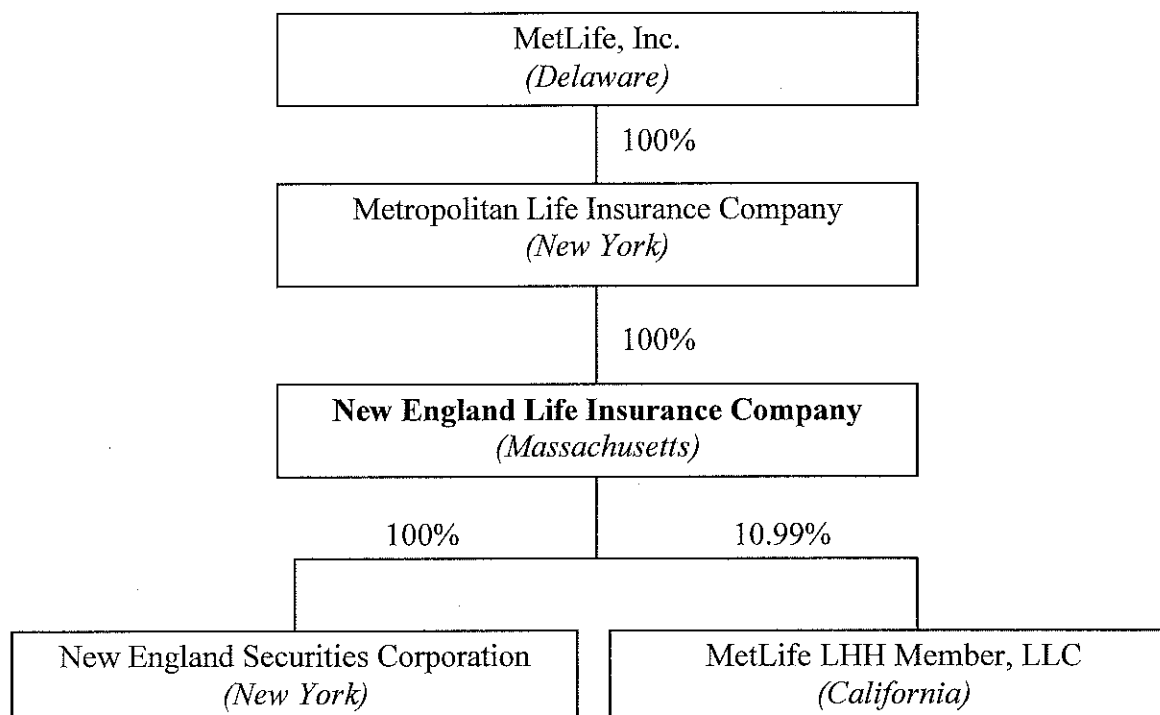 MetLife, Inc.
(Delaware)
100%
Metropolitan Life Insurance Company
(New York)
100%
New England Life Insurance Company
(Massachusetts)
100%
10.99%
New England Securities Corporation
(New York)
MetLife LHH Member, LLC
(California)